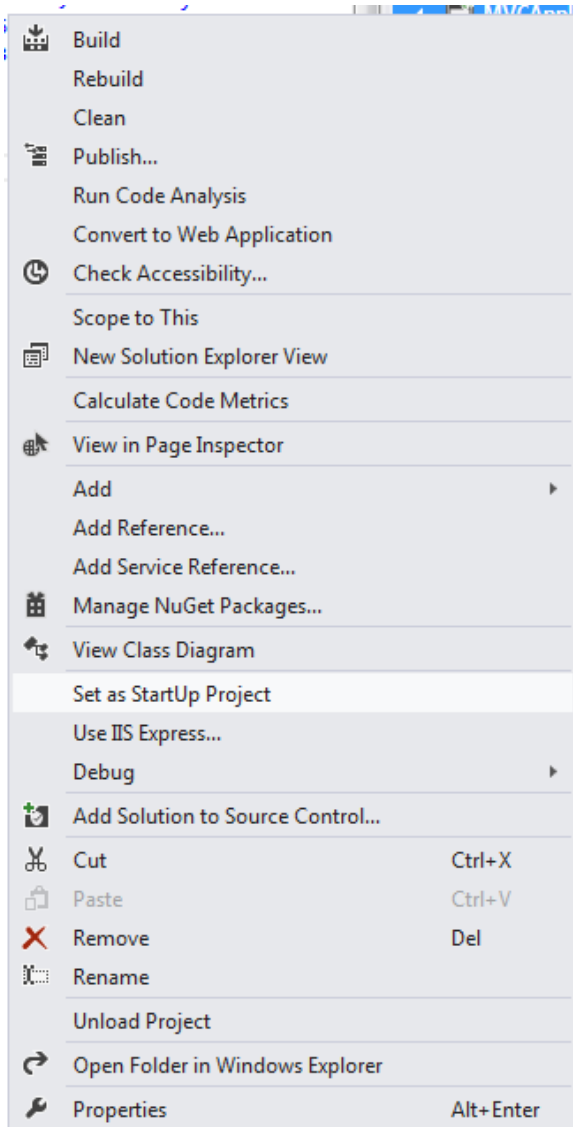 MVCAppl
Build
Rebuild
Clean
Publish...
Run Code Analysis
Convert to Web Application
Check Accessibility...
Scope to This
New Solution Explorer View
Calculate Code Metrics
View in Page Inspector
Add
Add Reference...
Add Service Reference...
Manage NuGet Packages...
View Class Diagram
Set as StartUp Project
Use IIS Express...
Debug
Add Solution to Source Control...
Cut Ctrl+X
Paste Ctrl+V
Remove Del
Rename
Unload Project
Open Folder in Windows Explorer
Properties Alt+Enter